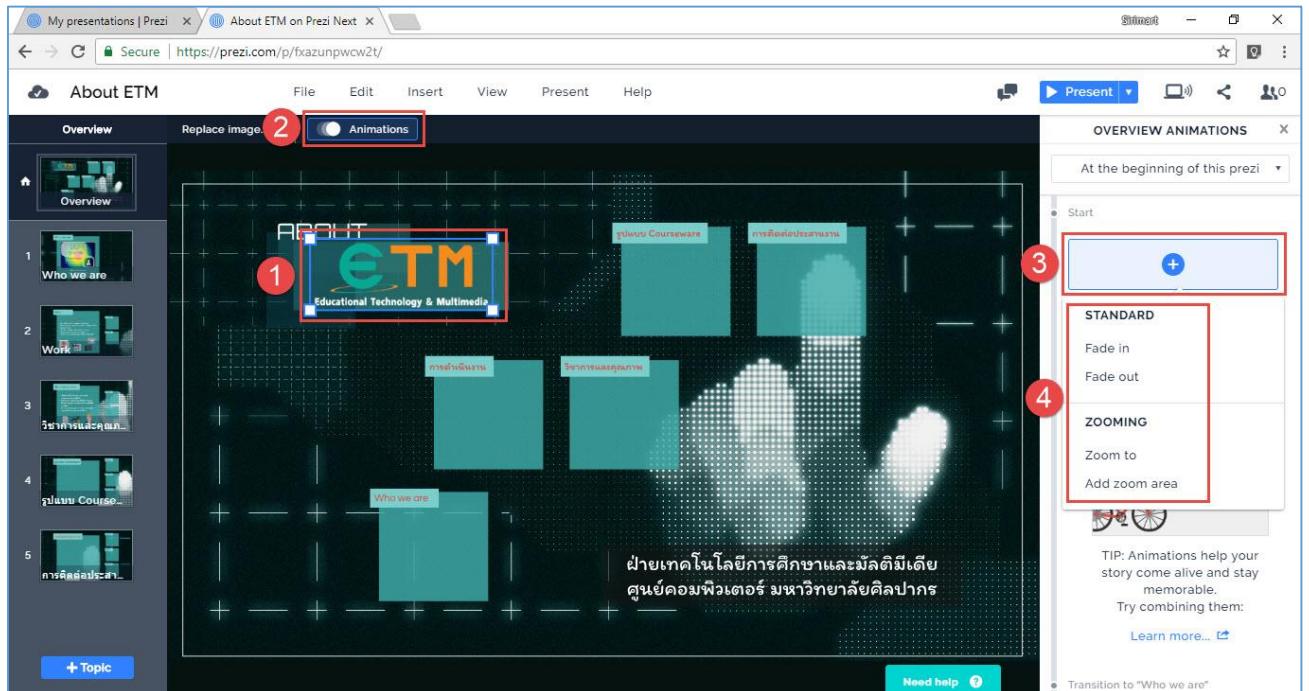 My presentations | Prezi
About ETM on Prezi Next
Sirimart
Secure
https://prezi.com/p/fxazunpwcw2t/
About ETM
File
Edit
Insert
View
Present
Help
Present
Overview
Replace image.
2
Animations
OVERVIEW ANIMATIONS
At the beginning of this prezi
Start
3
4
STANDARD
Fade in
Fade out
ZOOMING
Zoom to
Add zoom area
TIP: Animations help your
story come alive and stay
memorable.
Try combining them:
Learn more...
Transition to "Who we are"
Overview
1
Who we are
2
Work
3
วิชาการและคุณภ...
4
รูปแบบ Course...
5
การติดต่อประสา...
+ Topic
ABOUT
1
ETM
Educational Technology & Multimedia
รูปแบบ Courseware
การติดต่อประสานงาน
การดำเนินงาน
วิชาการและคุณภาพ
Who we are
ฝ่ายเทคโนโลยีการศึกษาและมัลติมีเดีย
ศูนย์คอมพิวเตอร์ มหาวิทยาลัยศิลปากร
Need help ?